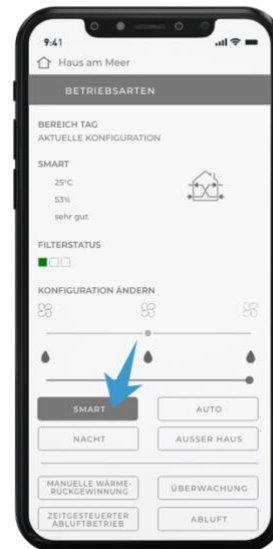 9:41
Haus am Meer
BETRIEBSARTEN
BEREICH TAG
AKTUELLE KONFIGURATION
SMART
25°C
53%
sehr gut
FILTERSTATUS
KONFIGURATION ÄNDERN
SMART
AUTO
NACHT
AUSSER HAUS
MANUELLE WÄRME-
RÜCKGEWINNUNG
ÜBERWACHUNG
ZEITGESTEUERTER
ABLUFTBETRIEB
ABLUFT